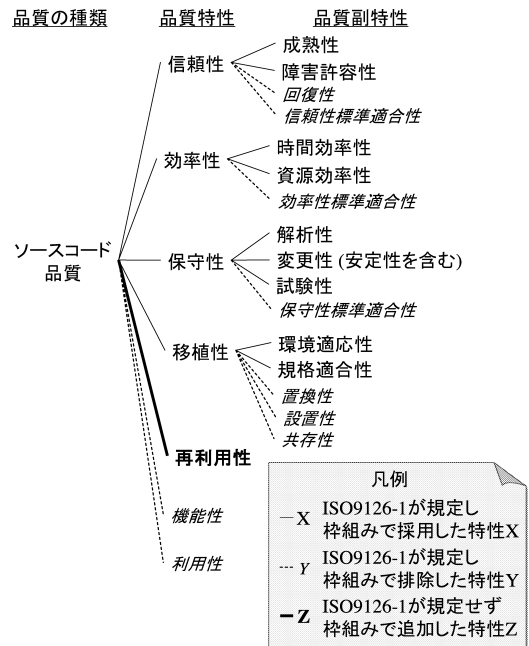 品質の種類 品質特性 品質副特性
信頼性
成熟性
障害許容性
回復性
信頼性標準適合性
効率性
時間効率性
資源効率性
効率性標準適合性
ソースコード
品質
保守性
解析性
変更性 (安定性を含む)
試験性
保守性標準適合性
移植性
環境適応性
規格適合性
置換性
設置性
共存性
再利用性
機能性
利用性
凡例
X ISO9126-1が規定し
枠組みで採用した特性X
Y ISO9126-1が規定し
枠組みで排除した特性Y
Z ISO9126-1が規定せず
枠組みで追加した特性Z